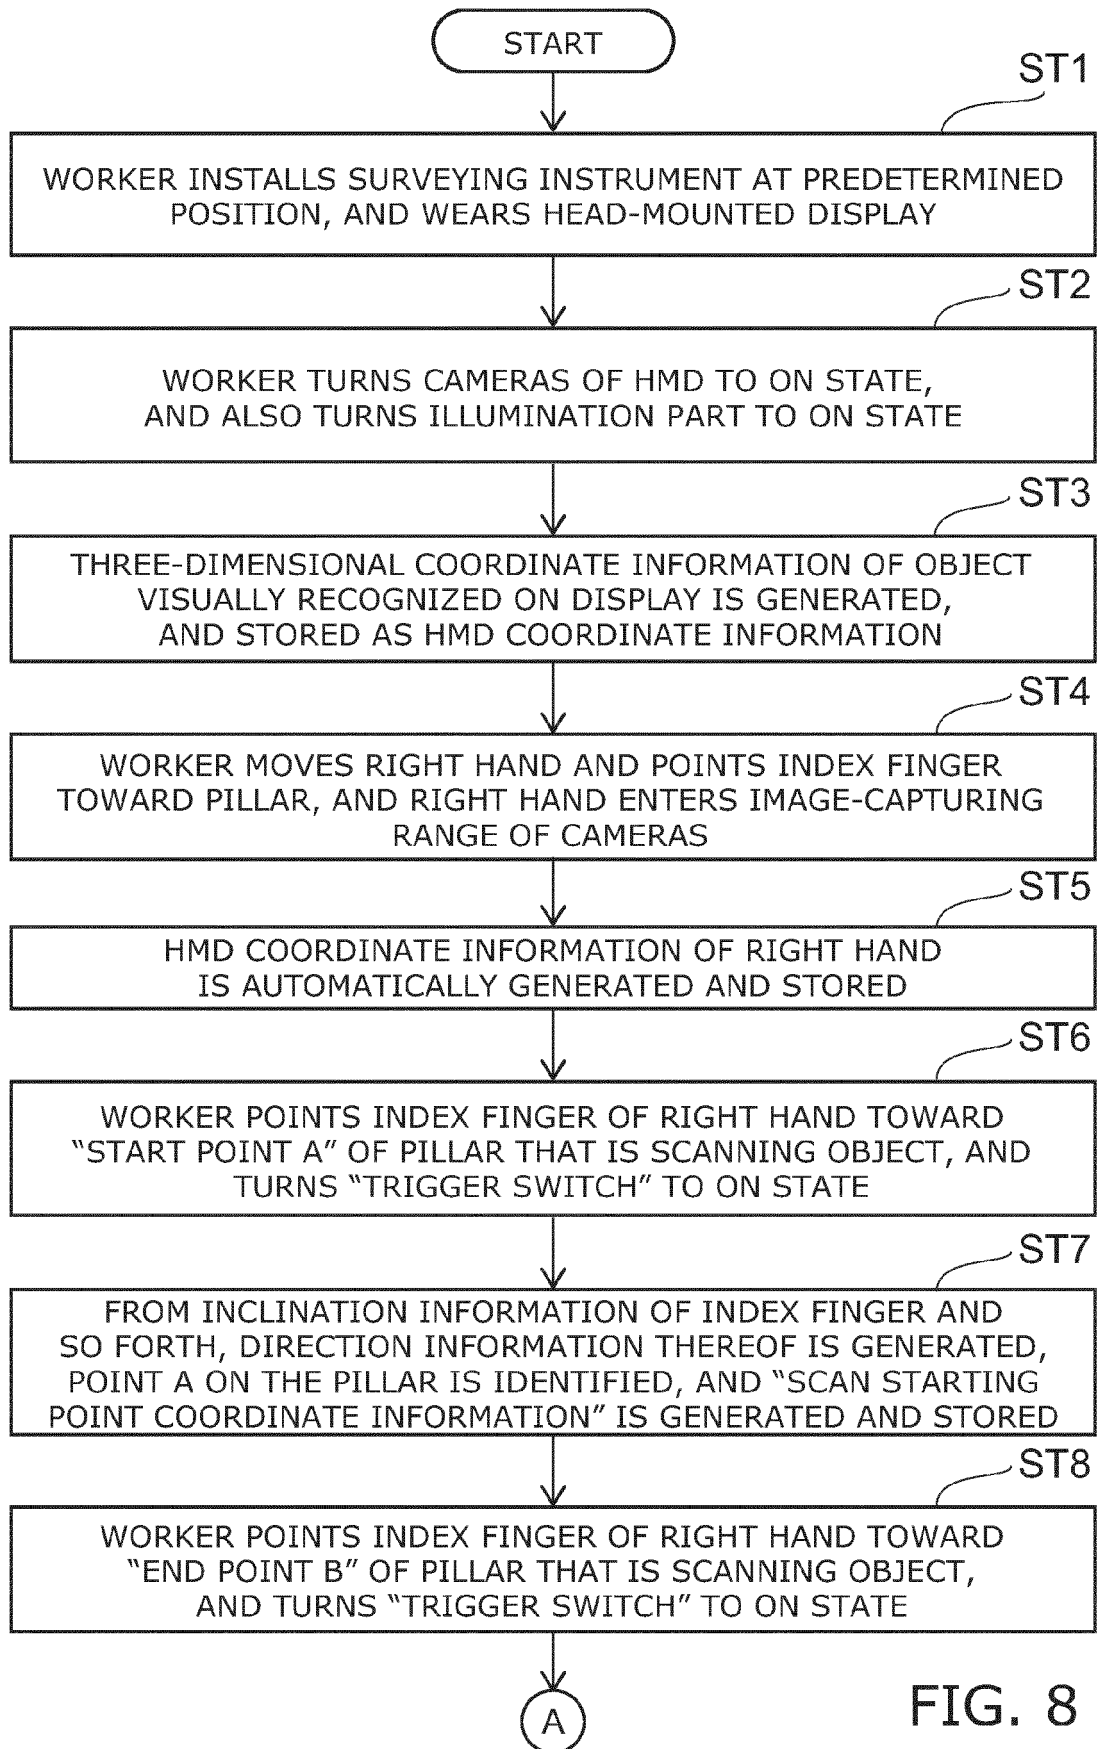 START
ST1
WORKER INSTALLS SURVEYING INSTRUMENT AT PREDETERMINED
POSITION, AND WEARS HEAD-MOUNTED DISPLAY
ST2
WORKER TURNS CAMERAS OF HMD TO ON STATE,
AND ALSO TURNS ILLUMINATION PART TO ON STATE
ST3
THREE-DIMENSIONAL COORDINATE INFORMATION OF OBJECT
VISUALLY RECOGNIZED ON DISPLAY IS GENERATED,
AND STORED AS HMD COORDINATE INFORMATION
ST4
WORKER MOVES RIGHT HAND AND POINTS INDEX FINGER
TOWARD PILLAR, AND RIGHT HAND ENTERS IMAGE-CAPTURING
RANGE OF CAMERAS
ST5
HMD COORDINATE INFORMATION OF RIGHT HAND
IS AUTOMATICALLY GENERATED AND STORED
ST6
WORKER POINTS INDEX FINGER OF RIGHT HAND TOWARD
“START POINT A” OF PILLAR THAT IS SCANNING OBJECT, AND
TURNS “TRIGGER SWITCH” TO ON STATE
ST7
FROM INCLINATION INFORMATION OF INDEX FINGER AND
SO FORTH, DIRECTION INFORMATION THEREOF IS GENERATED,
POINT A ON THE PILLAR IS IDENTIFIED, AND “SCAN STARTING
POINT COORDINATE INFORMATION” IS GENERATED AND STORED
ST8
WORKER POINTS INDEX FINGER OF RIGHT HAND TOWARD
“END POINT B” OF PILLAR THAT IS SCANNING OBJECT,
AND TURNS “TRIGGER SWITCH” TO ON STATE
A
FIG. 8